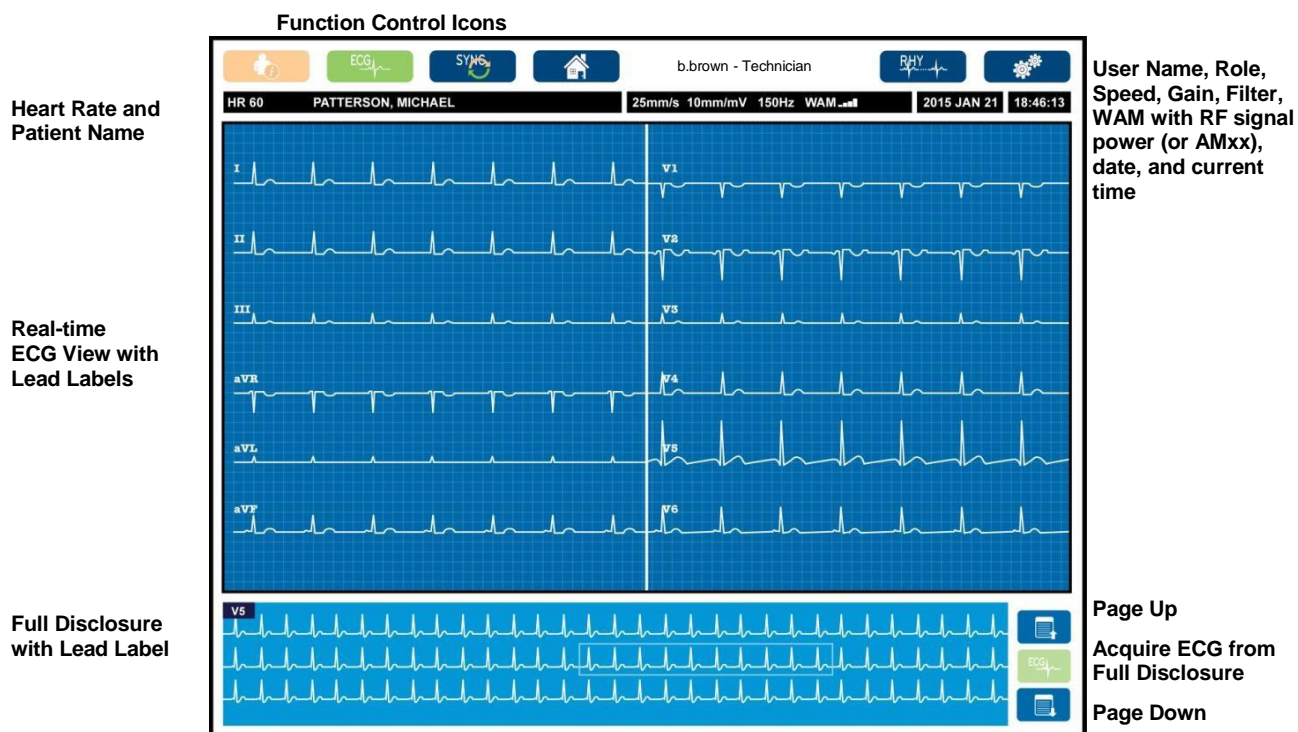 Function Control Icons
ECG
SYNC
b.brown - Technician
RHY
HR 60 PATTERSON, MICHAEL 25mm/s 10mm/mV 150Hz WAM 2015 JAN 21 18:46:13
Heart Rate and
Patient Name
User Name, Role,
Speed, Gain, Filter,
WAM with RF signal
power (or AMxx),
date, and current
time
I V1
II V2
III V3
aVR V4
aVL V5
aVF V6
Real-time
ECG View with
Lead Labels
V5
Full Disclosure
with Lead Label
Page Up
ECG
Acquire ECG from
Full Disclosure
Page Down